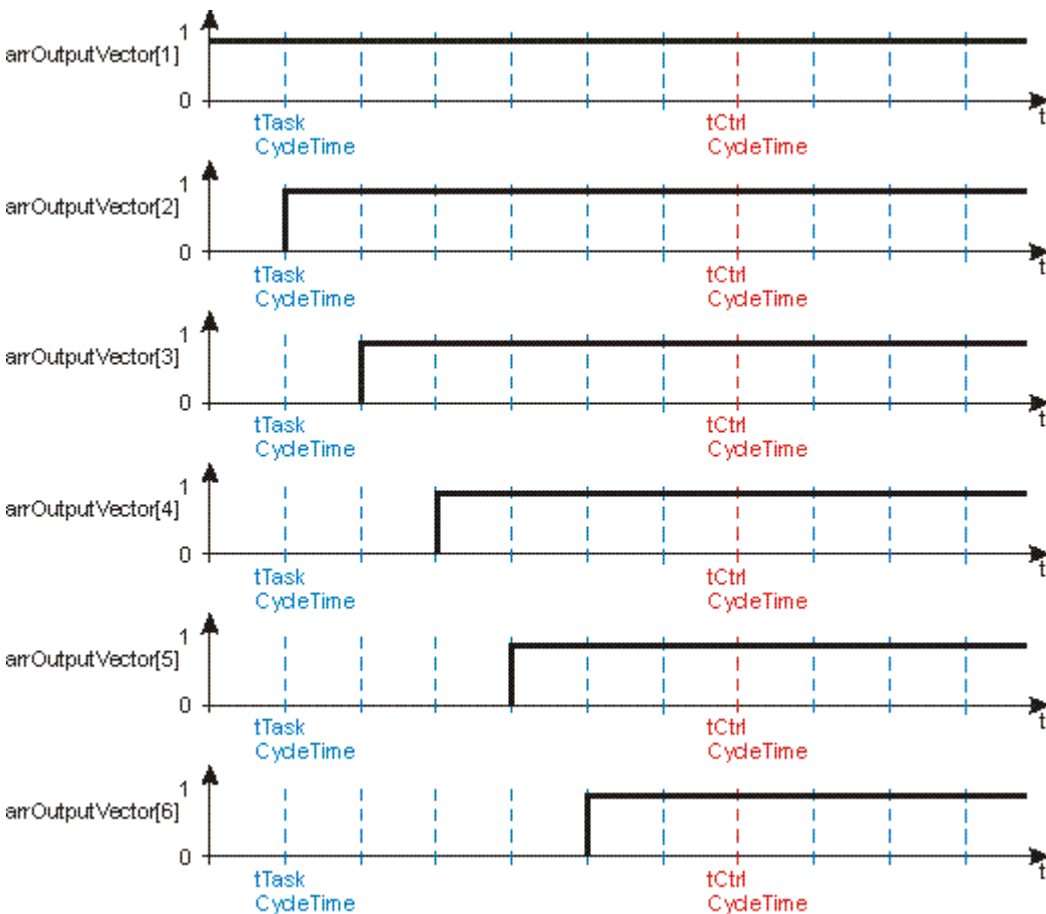 1
arrOutputVector[1]
0
t
tTask
CycleTime
tCtrl
CycleTime
1
arrOutputVector[2]
0
t
tTask
CycleTime
tCtrl
CycleTime
1
arrOutputVector[3]
0
t
tTask
CycleTime
tCtrl
CycleTime
1
arrOutputVector[4]
0
t
tTask
CycleTime
tCtrl
CycleTime
1
arrOutputVector[5]
0
t
tTask
CycleTime
tCtrl
CycleTime
1
arrOutputVector[6]
0
t
tTask
CycleTime
tCtrl
CycleTime